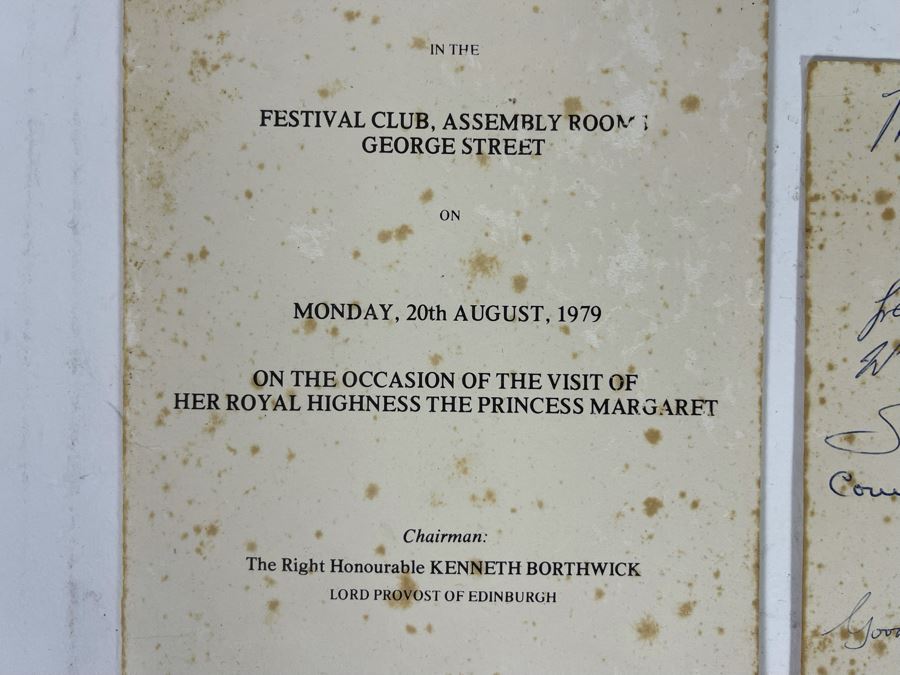 IN THE
FESTIVAL CLUB, ASSEMBLY ROOMS
GEORGE STREET
ON
MONDAY, 20th AUGUST, 1979
ON THE OCCASION OF THE VISIT OF
HER ROYAL HIGHNESS THE PRINCESS MARGARET
Chairman:
The Right Honourable KENNETH BORTHWICK
LORD PROVOST OF EDINBURGH